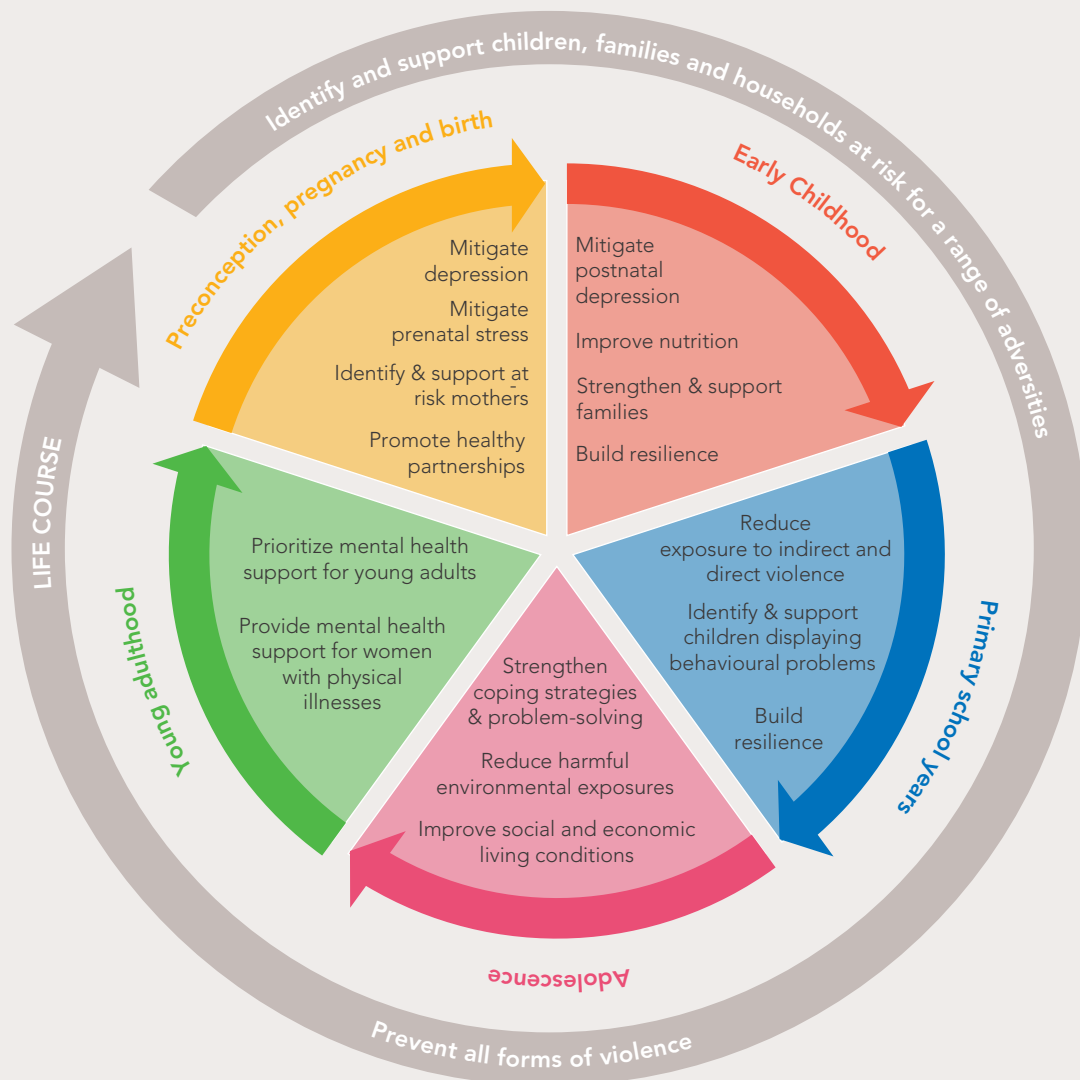 Identify and support children, families and households at risk for a range of adversities
Preconception, pregnancy and birth
Mitigate
depression
Mitigate
prenatal stress
Identify & support at
risk mothers
Promote healthy
partnerships
Early Childhood
Mitigate
postnatal
depression
Improve nutrition
Strengthen & support
families
Build resilience
Primary school years
Reduce
exposure to indirect and
direct violence
Identify & support
children displaying
behavioural problems
Build
resilience
Adolescence
Strengthen
coping strategies
& problem-solving
Reduce harmful
environmental exposures
Improve social and economic
living conditions
Young adulthood
Prioritize mental health
support for young adults
Provide mental health
support for women
with physical
illnesses
LIFE COURSE
Prevent all forms of violence